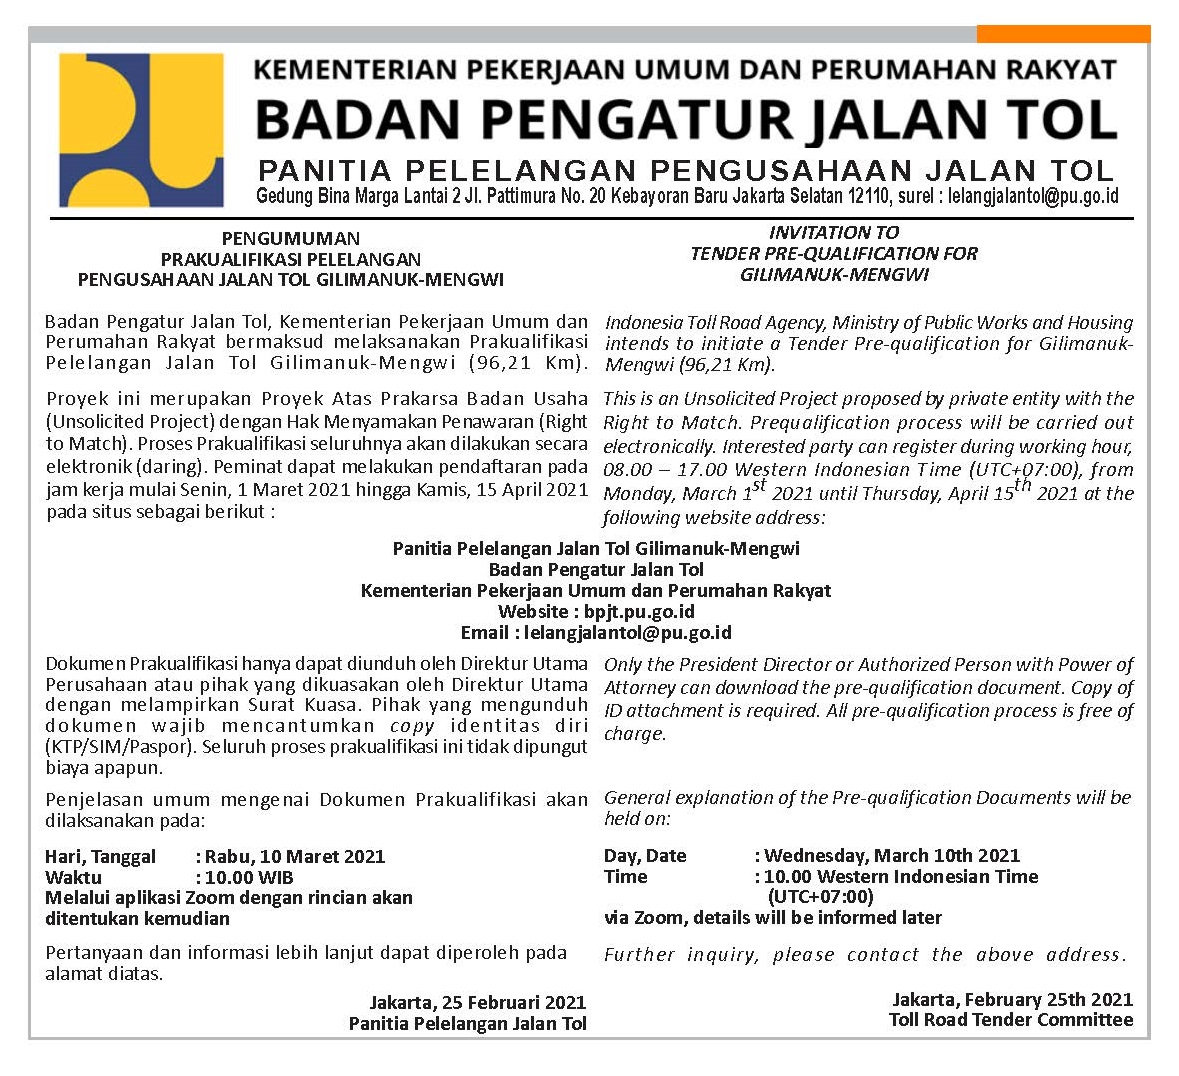 KEMENTERIAN PEKERJAAN UMUM DAN PERUMAHAN RAKYAT
BADAN PENGATUR JALAN TOL
PANITIA PELELANGAN PENGUSAHAAN JALAN TOL
Gedung Bina Marga Lantai 2 Jl. Pattimura No. 20 Kebayoran Baru Jakarta Selatan 12110, surel : lelangjalantol@pu.go.id
PENGUMUMAN
PRAKUALIFIKASI PELELANGAN
PENGUSAHAAN JALAN TOL GILIMANUK-MENGWI
Badan Pengatur Jalan Tol, Kementerian Pekerjaan Umum dan
Perumahan Rakyat bermaksud melaksanakan Prakualifikasi
Pelelangan Jalan Tol Gilimanuk-Mengwi (96,21 Km).
Proyek ini merupakan Proyek Atas Prakarsa Badan Usaha
(Unsolicited Project) dengan Hak Menyamakan Penawaran (Right
to Match). Proses Prakualifikasi seluruhnya akan dilakukan secara
elektronik (daring). Peminat dapat melakukan pendaftaran pada
jam kerja mulai Senin, 1 Maret 2021 hingga Kamis, 15 April 2021
pada situs sebagai berikut :
INVITATION TO
TENDER PRE-QUALIFICATION FOR
GILIMANUK-MENGWI
Indonesia Toll Road Agency, Ministry of Public Works and Housing
intends to initiate a Tender Pre-qualification for Gilimanuk-
Mengwi (96,21 Km).
This is an Unsolicited Project proposed by private entity with the
Right to Match. Prequalification process will be carried out
electronically. Interested party can register during working hour,
08.00 – 17.00 Western Indonesian Time (UTC+07:00), from
Monday, March 1st 2021 until Thursday, April 15th 2021 at the
following website address:
Panitia Pelelangan Jalan Tol Gilimanuk-Mengwi
Badan Pengatur Jalan Tol
Kementerian Pekerjaan Umum dan Perumahan Rakyat
Website : bpjt.pu.go.id
Email : lelangjalantol@pu.go.id
Dokumen Prakualifikasi hanya dapat diunduh oleh Direktur Utama
Perusahaan atau pihak yang dikuasakan oleh Direktur Utama
dengan melampirkan Surat Kuasa. Pihak yang mengunduh
dokumen wajib mencantumkan copy identitas diri
(KTP/SIM/Paspor). Seluruh proses prakualifikasi ini tidak dipungut
biaya apapun.
Penjelasan umum mengenai Dokumen Prakualifikasi akan
dilaksanakan pada:
Hari, Tanggal : Rabu, 10 Maret 2021
Waktu : 10.00 WIB
Melalui aplikasi Zoom dengan rincian akan
ditentukan kemudian
Pertanyaan dan informasi lebih lanjut dapat diperoleh pada
alamat diatas.
Jakarta, 25 Februari 2021
Panitia Pelelangan Jalan Tol
Only the President Director or Authorized Person with Power of
Attorney can download the pre-qualification document. Copy of
ID attachment is required. All pre-qualification process is free of
charge.
General explanation of the Pre-qualification Documents will be
held on:
Day, Date : Wednesday, March 10th 2021
Time : 10.00 Western Indonesian Time
(UTC+07:00)
via Zoom, details will be informed later
Further inquiry, please contact the above address.
Jakarta, February 25th 2021
Toll Road Tender Committee